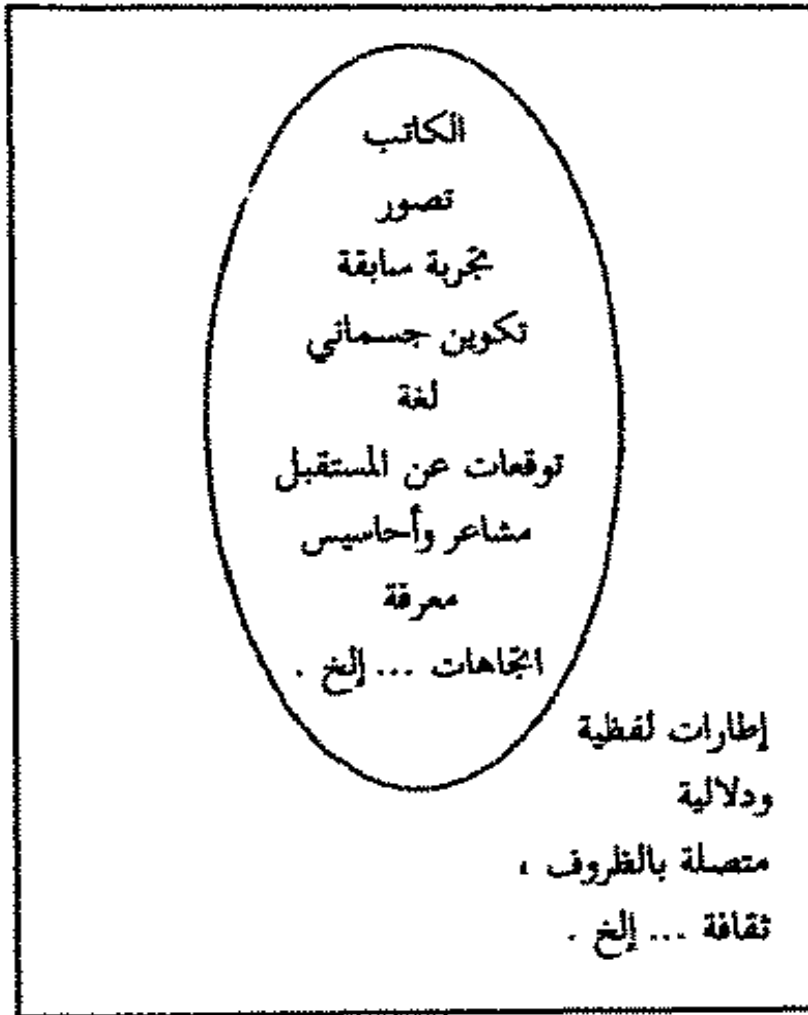 الكاتب
تصور
تجربة سابقة
تكوين جسماني
لغة
توقعات عن المستقبل
مشاعر وأحاسيس
معرفة
اتجاهات ... إلخ .
إطارات لفظية
ودلالية
متصلة بالظروف ،
ثقافة ... إلخ .